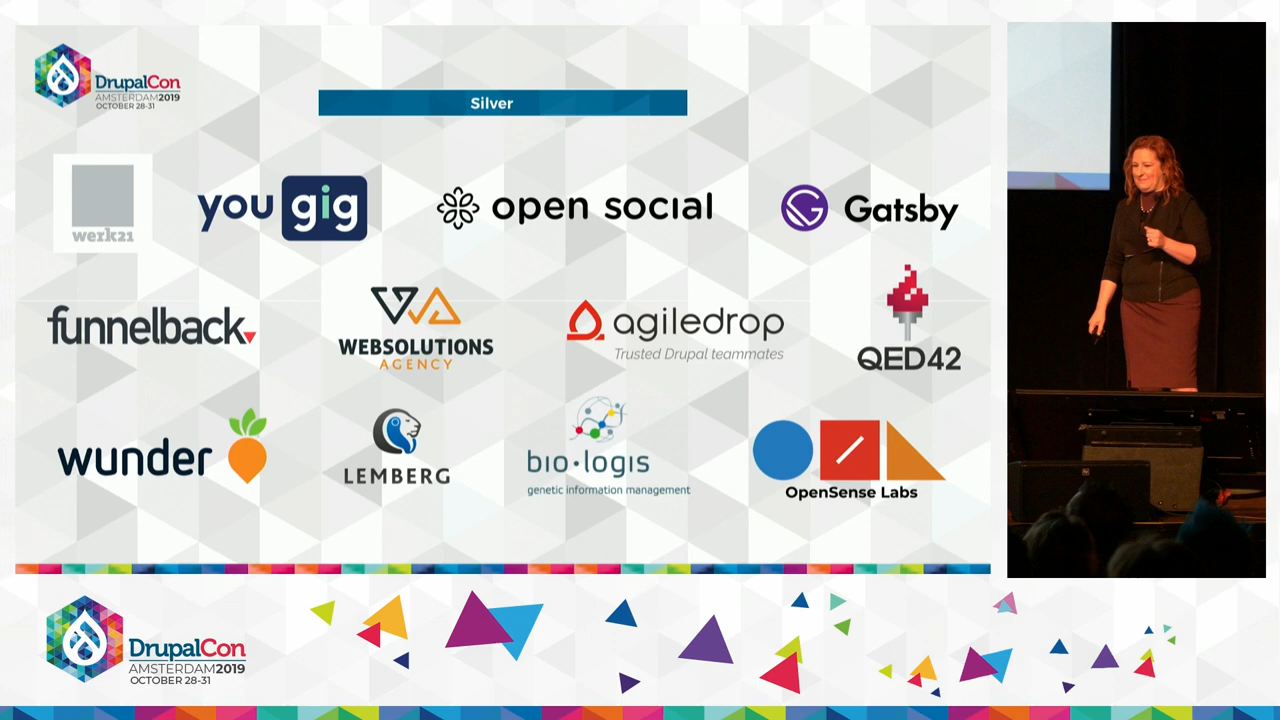 DrupalCon
AMSTERDAM2019
OCTOBER 28-31
Silver
werk21
you gig
open social
Gatsby
funnelback
WEBSOLUTIONS
AGENCY
agiledrop
Trusted Drupal teammates
QED42
wunder
LEMBERG
bio•logis
genetic information management
OpenSense Labs
DrupalCon
AMSTERDAM2019
OCTOBER 28-31